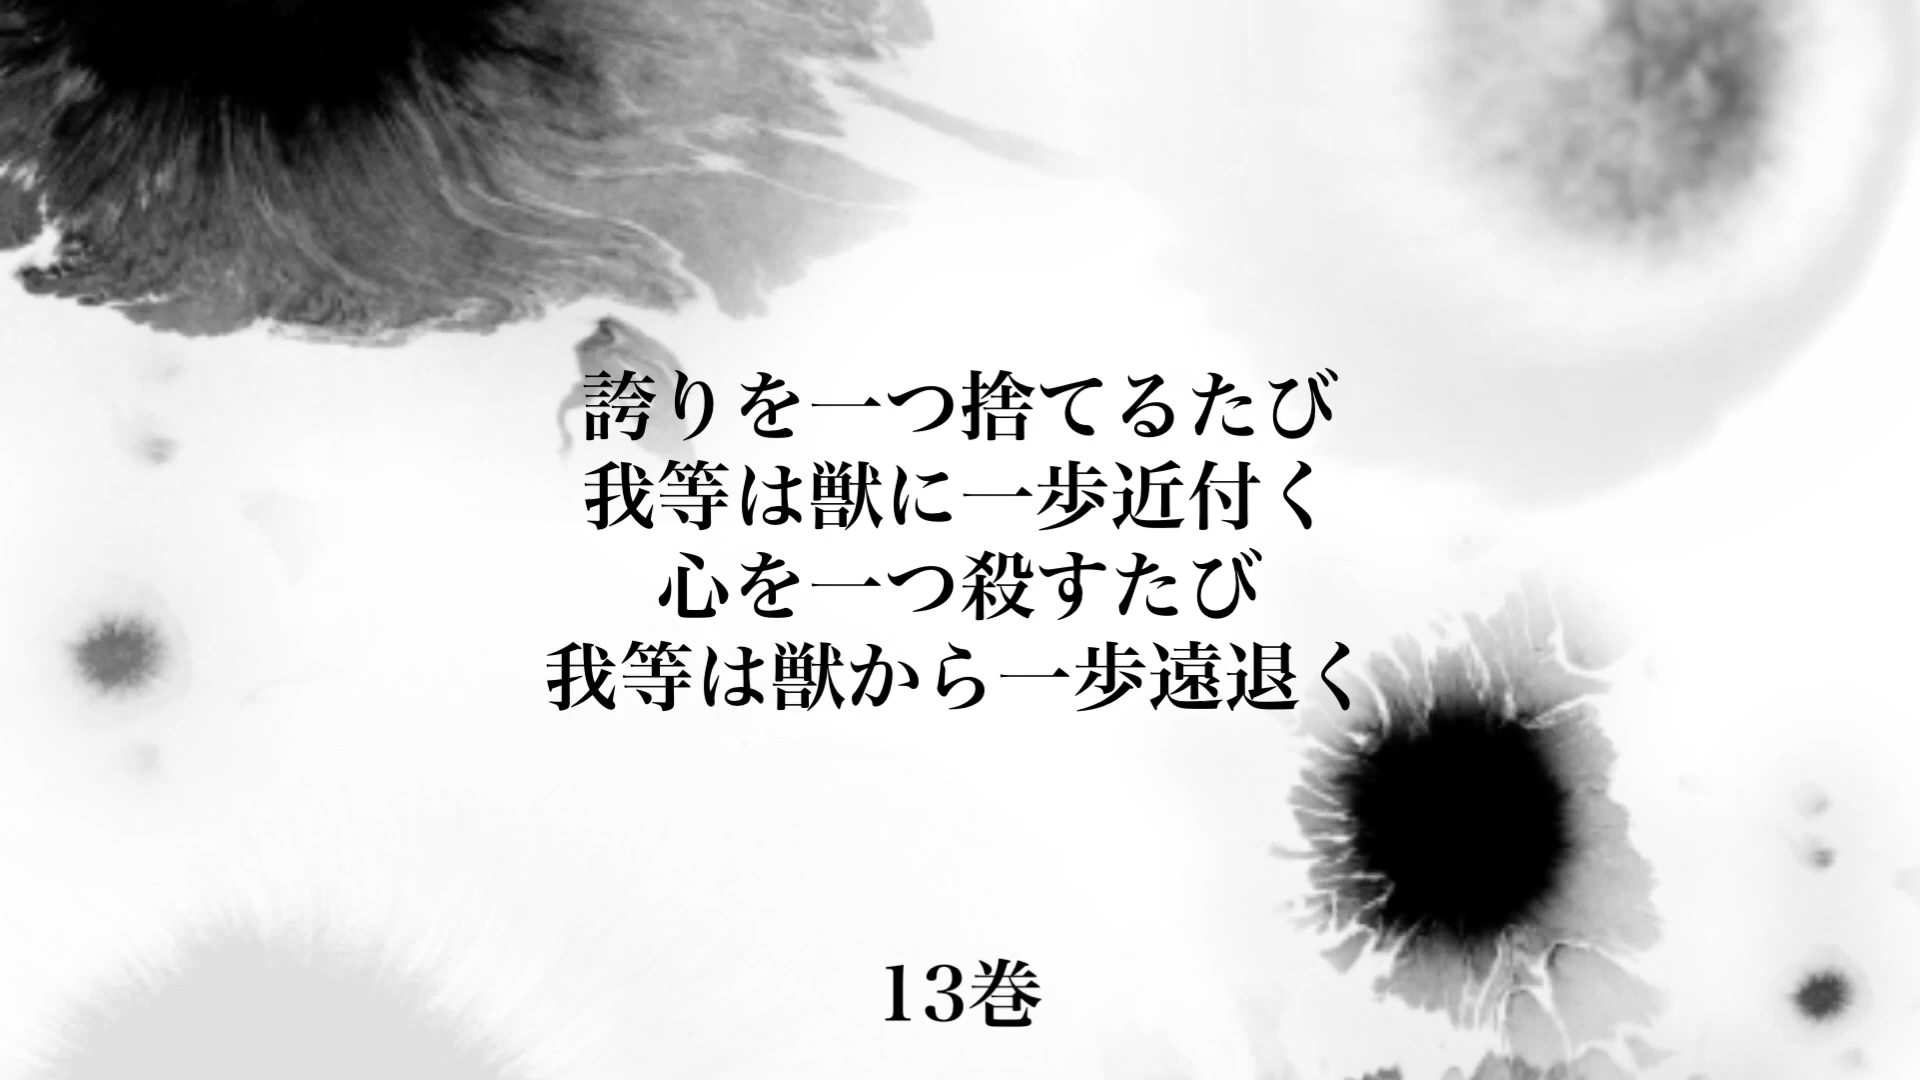 誇りを一つ捨てるたび
我等は獣に一歩近付く
心を一つ殺すたび
我等は獣から一歩遠退く
13巻